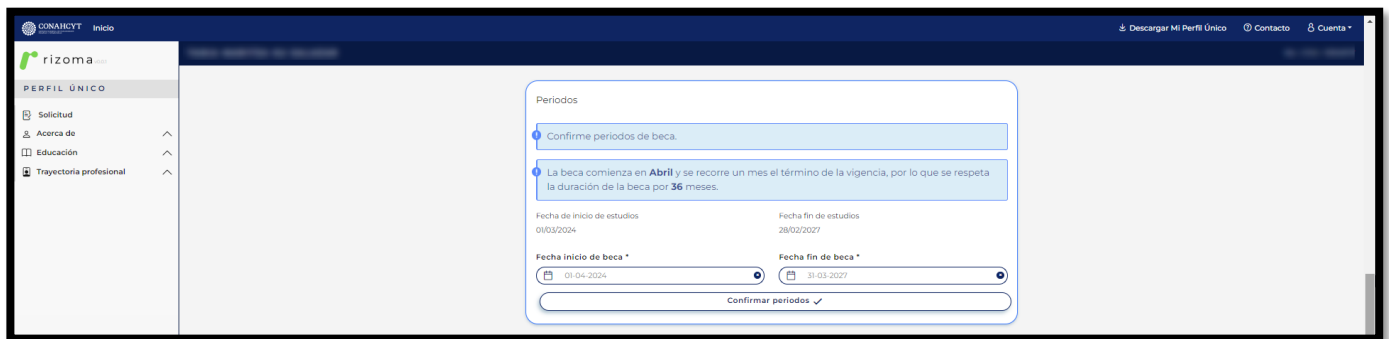 CONAHCYT Inicio
Descargar Mi Perfil Único Contacto Cuenta
rizoma
PERFIL ÚNICO
Solicitud
Acerca de
Educación
Trayectoria profesional
Periodos
Confirme periodos de beca.
La beca comienza en Abril y se recorre un mes el término de la vigencia, por lo que se respeta
la duración de la beca por 36 meses.
Fecha de inicio de estudios Fecha fin de estudios
01/03/2024 28/02/2027
Fecha inicio de beca * Fecha fin de beca *
01-04-2024 31-03-2027
Confirmar periodos